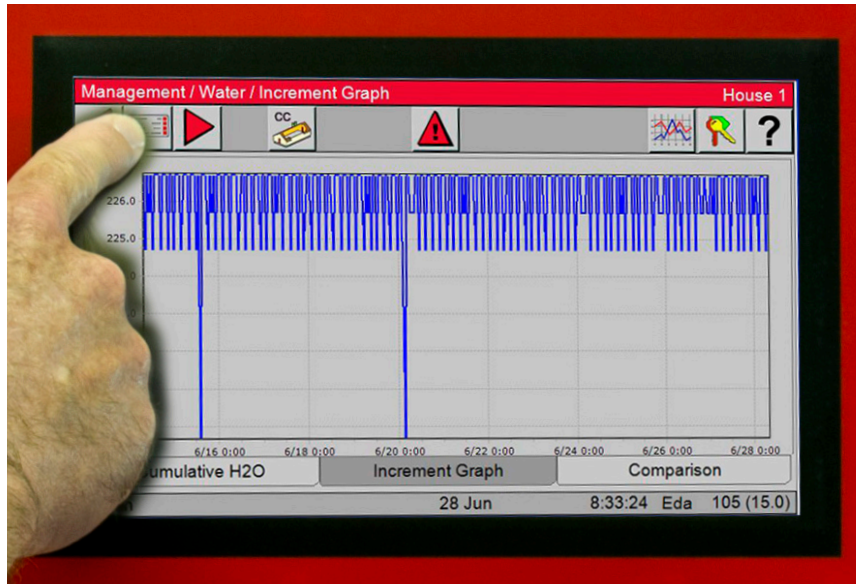 Management / Water / Increment Graph House 1
CC
?
226.0
225.0
0
6/16 0:00 6/18 0:00 6/20 0:00 6/22 0:00 6/24 0:00 6/26 0:00 6/28 0:00
umulative H2O Increment Graph Comparison
28 Jun 8:33:24 Eda 105 (15.0)